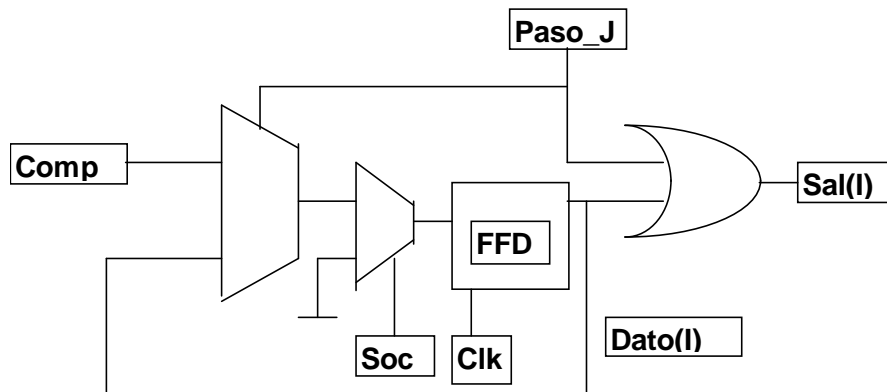 Paso_J
Comp
Sal(I)
FFD
Dato(I)
Soc
Clk